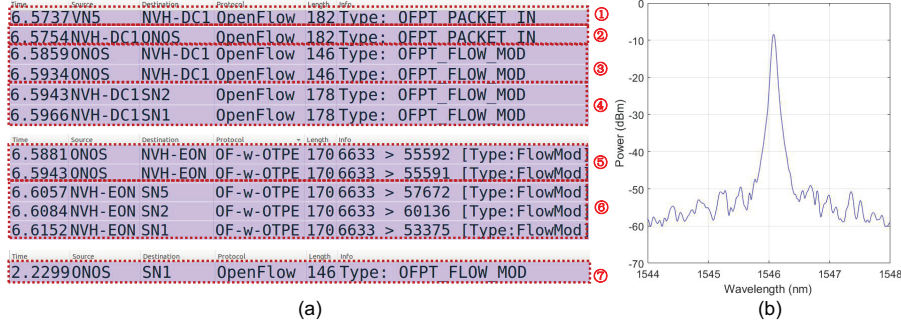 Time Source Destination Protocol Length Info
6.5737 VN5 NVH-DC1 OpenFlow 182 Type: OFPT_PACKET_IN ①
6.5754 NVH-DC1 ONOS OpenFlow 182 Type: OFPT_PACKET_IN ②
6.5859 ONOS NVH-DC1 OpenFlow 146 Type: OFPT_FLOW_MOD
6.5934 ONOS NVH-DC1 OpenFlow 146 Type: OFPT_FLOW_MOD ③
6.5943 NVH-DC1 SN2 OpenFlow 178 Type: OFPT_FLOW_MOD ④
6.5966 NVH-DC1 SN1 OpenFlow 178 Type: OFPT_FLOW_MOD
Time Source Destination Protocol Length Info
6.5881 ONOS NVH-EON OF-w-OTPE 170 6633 > 55592 [Type:FlowMod] ⑤
6.5943 ONOS NVH-EON OF-w-OTPE 170 6633 > 55591 [Type:FlowMod]
6.6057 NVH-EON SN5 OF-w-OTPE 170 6633 > 57672 [Type:FlowMod]
6.6084 NVH-EON SN2 OF-w-OTPE 170 6633 > 60136 [Type:FlowMod] ⑥
6.6152 NVH-EON SN1 OF-w-OTPE 170 6633 > 53375 [Type:FlowMod]
Time Source Destination Protocol Length Info
2.2299 ONOS SN1 OpenFlow 146 Type: OFPT_FLOW_MOD ⑦
(a)
0
-10
-20
-30
-40
-50
-60
-70
Power (dBm)
1544 1545 1546 1547 1548
Wavelength (nm)
(b)